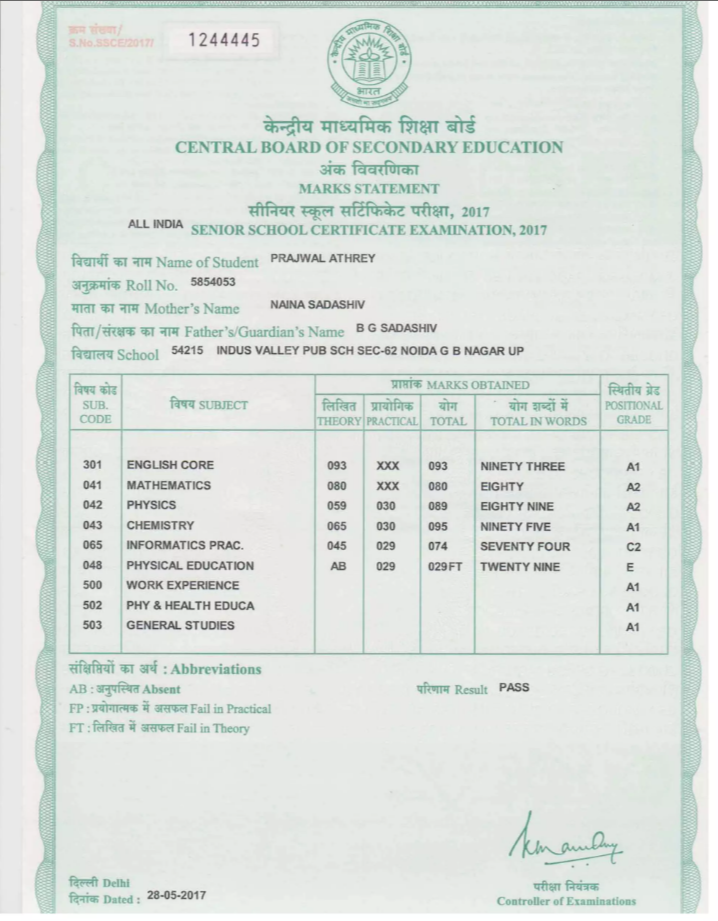 क्रम संख्या/
S.No.SSCE/2017/ 1244445
केन्द्रीय माध्यमिक शिक्षा बोर्ड
भारत
केन्द्रीय माध्यमिक शिक्षा बोर्ड
CENTRAL BOARD OF SECONDARY EDUCATION
अंक विवरणिका
MARKS STATEMENT
सीनियर स्कूल सर्टिफिकेट परीक्षा, 2017
ALL INDIA SENIOR SCHOOL CERTIFICATE EXAMINATION, 2017
विद्यार्थी का नाम Name of Student PRAJWAL ATHREY
अनुक्रमांक Roll No. 5854053
माता का नाम Mother's Name NAINA SADASHIV
पिता/संरक्षक का नाम Father's/Guardian's Name B G SADASHIV
विद्यालय School 54215 INDUS VALLEY PUB SCH SEC-62 NOIDA G B NAGAR UP
विषय कोड SUB. CODE
विषय SUBJECT
प्राप्तांक MARKS OBTAINED
लिखित THEORY
प्रायोगिक PRACTICAL
योग TOTAL
योग शब्दों में TOTAL IN WORDS
स्थितीय ग्रेड POSITIONAL GRADE
301 ENGLISH CORE 093 XXX 093 NINETY THREE A1
041 MATHEMATICS 080 XXX 080 EIGHTY A2
042 PHYSICS 059 030 089 EIGHTY NINE A2
043 CHEMISTRY 065 030 095 NINETY FIVE A1
065 INFORMATICS PRAC. 045 029 074 SEVENTY FOUR C2
048 PHYSICAL EDUCATION AB 029 029FT TWENTY NINE E
500 WORK EXPERIENCE A1
502 PHY & HEALTH EDUCA A1
503 GENERAL STUDIES A1
संक्षिप्तियों का अर्थ : Abbreviations
AB : अनुपस्थित Absent
परिणाम Result PASS
FP : प्रयोगात्मक में असफल Fail in Practical
FT : लिखित में असफल Fail in Theory
दिल्ली Delhi
दिनांक Dated : 28-05-2017
परीक्षा नियंत्रक
Controller of Examinations